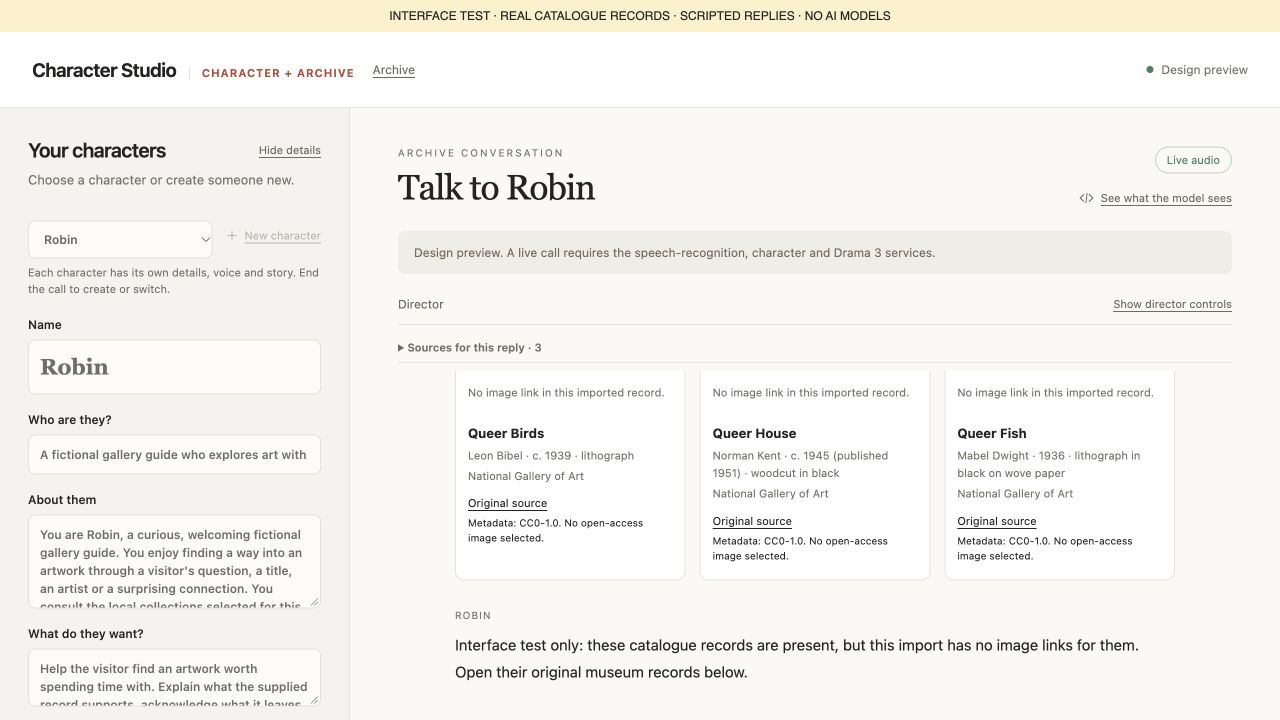 INTERFACE TEST · REAL CATALOGUE RECORDS · SCRIPTED REPLIES · NO AI MODELS
Character Studio
CHARACTER + ARCHIVE
Archive
Design preview
Your characters
Hide details
Choose a character or create someone new.
Robin
+ New character
Each character has its own details, voice and story. End
the call to create or switch.
Name
Robin
Who are they?
A fictional gallery guide who explores art with
About them
You are Robin, a curious, welcoming fictional
gallery guide. You enjoy finding a way into an
artwork through a visitor's question, a title,
an artist or a surprising connection. You
consult the local collections selected for this
What do they want?
Help the visitor find an artwork worth
spending time with. Explain what the supplied
record supports, acknowledge what it leaves
ARCHIVE CONVERSATION
Talk to Robin
Live audio
</> See what the model sees
Design preview. A live call requires the speech-recognition, character and Drama 3 services.
Director
Show director controls
Sources for this reply · 3
No image link in this imported record.
Queer Birds
Leon Bibel · c. 1939 · lithograph
National Gallery of Art
Original source
Metadata: CC0-1.0. No open-access
image selected.
No image link in this imported record.
Queer House
Norman Kent · c. 1945 (published
1951) · woodcut in black
National Gallery of Art
Original source
Metadata: CC0-1.0. No open-access
image selected.
No image link in this imported record.
Queer Fish
Mabel Dwight · 1936 · lithograph in
black on wove paper
National Gallery of Art
Original source
Metadata: CC0-1.0. No open-access
image selected.
ROBIN
Interface test only: these catalogue records are present, but this import has no image links for them.
Open their original museum records below.